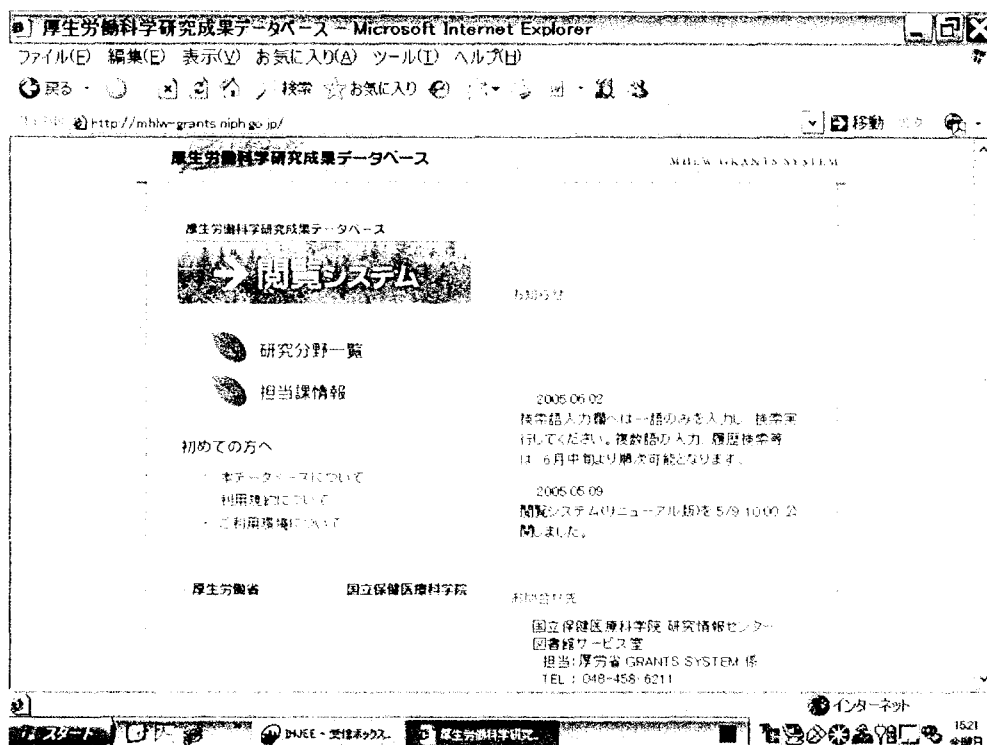 厚生労働科学研究成果データベース - Microsoft Internet Explorer
ファイル(F) 編集(E) 表示(V) お気に入り(A) ツール(T) ヘルプ(H)
戻る 検索 お気に入り
http://mhlw-grants.niph.go.jp/ 移動
厚生労働科学研究成果データベース MHLW GRANTS SYSTEM
厚生労働科学研究成果データベース
閲覧システム
お知らせ
研究分野一覧
担当課情報
2005.06.02
検索語入力欄へは一語のみを入力し、検索実
行してください。複数語の入力、履歴検索等
は、6月中旬より順次可能となります。
初めての方へ
本データベースについて
利用規約について
ご利用環境について
2005.05.09
閲覧システム(リニューアル版)を 5/9 10:00 公
開しました。
厚生労働省 国立保健医療科学院
お問合せ先
国立保健医療科学院 研究情報センター
図書館サービス室
担当:厚労省 GRANTS SYSTEM 係
TEL : 048-458-6211
インターネット
スタート 受信ボックス... 厚生労働科学研究... 15:21
金曜日